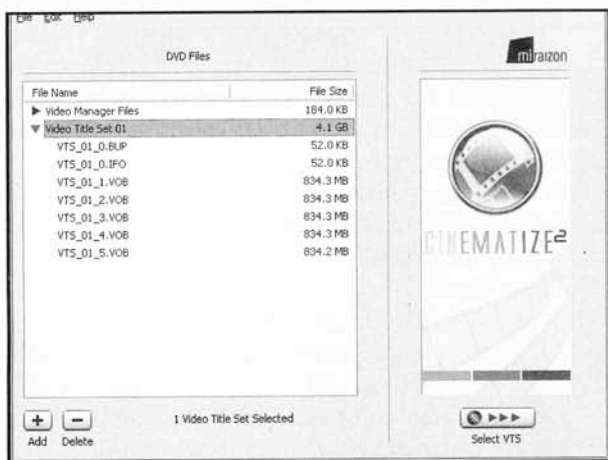 File Edit Help
DVD Files
miraizon
File Name File Size
Video Manager Files 184.0 KB
Video Title Set 01 4.1 GB
VTS_01_0.BUP 52.0 KB
VTS_01_0.IFO 52.0 KB
VTS_01_1.VOB 834.3 MB
VTS_01_2.VOB 834.3 MB
VTS_01_3.VOB 834.3 MB
VTS_01_4.VOB 834.3 MB
VTS_01_5.VOB 834.2 MB
CINEMATIZE2
1 Video Title Set Selected
Add Delete
Select VTS